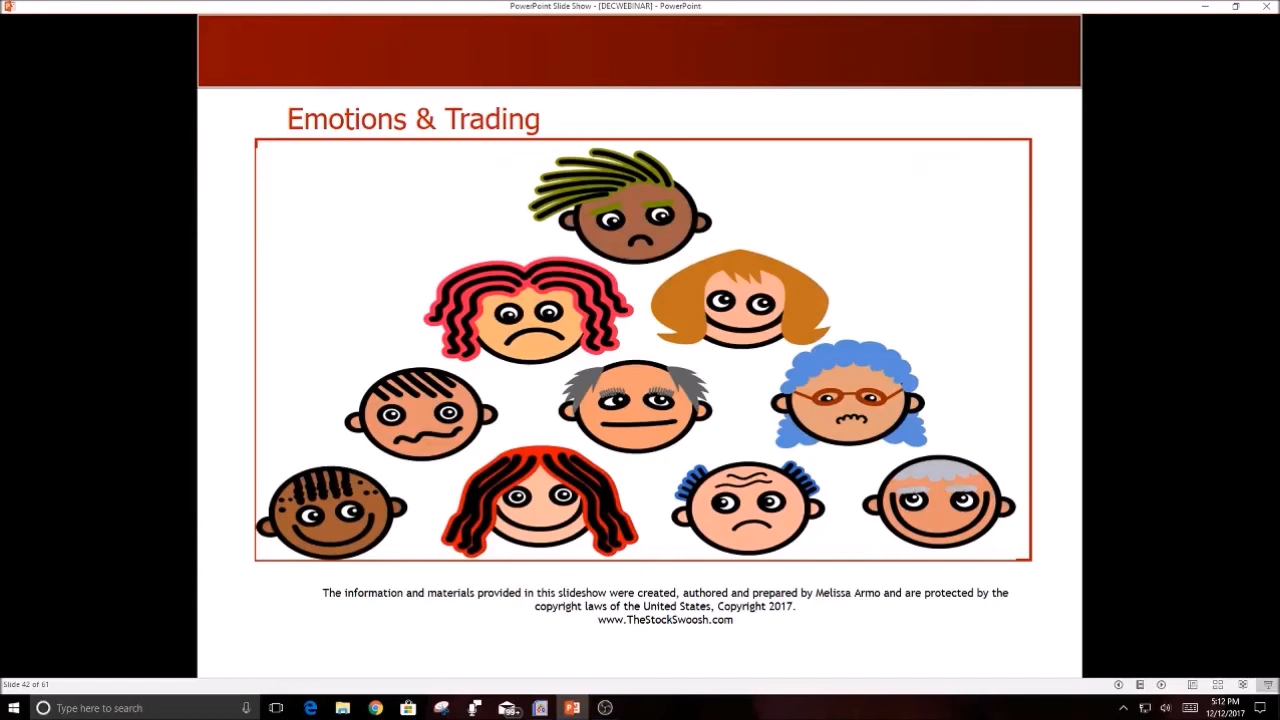 PowerPoint Slide Show - [DECWEBINAR] - PowerPoint
Emotions & Trading
The information and materials provided in this slideshow were created, authored and prepared by Melissa Armo and are protected by the
copyright laws of the United States, Copyright 2017.
www.TheStockSwoosh.com
Slide 42 of 61
Type here to search
5:12 PM
12/12/2017